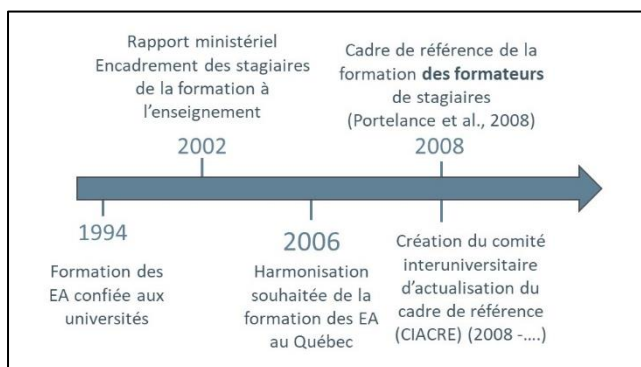 Rapport ministériel
Encadrement des stagiaires
de la formation à
l'enseignement
2002
Cadre de référence de la
formation des formateurs
de stagiaires
(Portelance et al., 2008)
2008
1994
Formation des
EA confiée aux
universités
2006
Harmonisation
souhaitée de la
formation des EA
au Québec
Création du comité
interuniversitaire
d'actualisation du
cadre de référence
(CIACRE) (2008 -....)